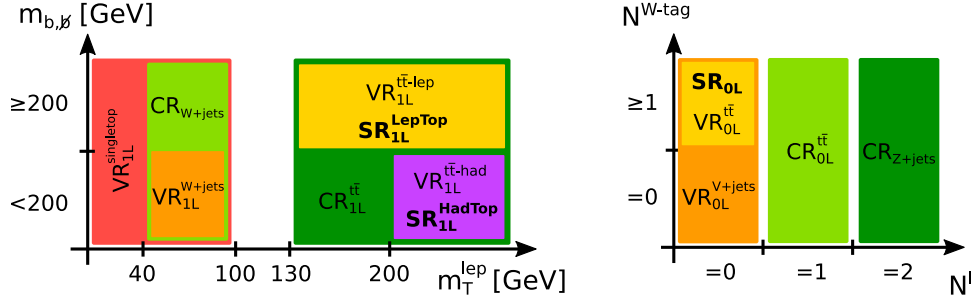 m_{b,b̸} [GeV]
≥200
<200
VR_{1L}^{singletop}
CR_{W+jets}
VR_{1L}^{W+jets}
VR_{1L}^{tt̄-lep}
SR_{1L}^{LepTop}
CR_{1L}^{tt̄}
VR_{1L}^{tt̄-had}
SR_{1L}^{HadTop}
40 100 130 200
m_T^{lep} [GeV]
N^{W-tag}
≥1
=0
SR_{0L}
VR_{0L}^{tt̄}
VR_{0L}^{V+jets}
CR_{0L}^{tt̄}
CR_{Z+jets}
=0 =1 =2
N^l